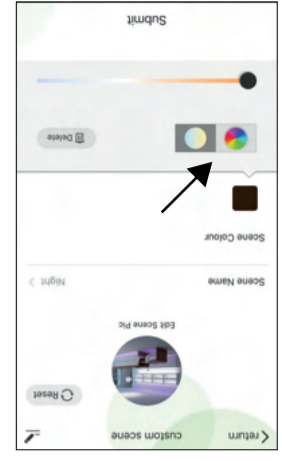 return custom scene
Reset
Edit Scene Pic
Scene Name Night
Scene Colour
Delete
Submit